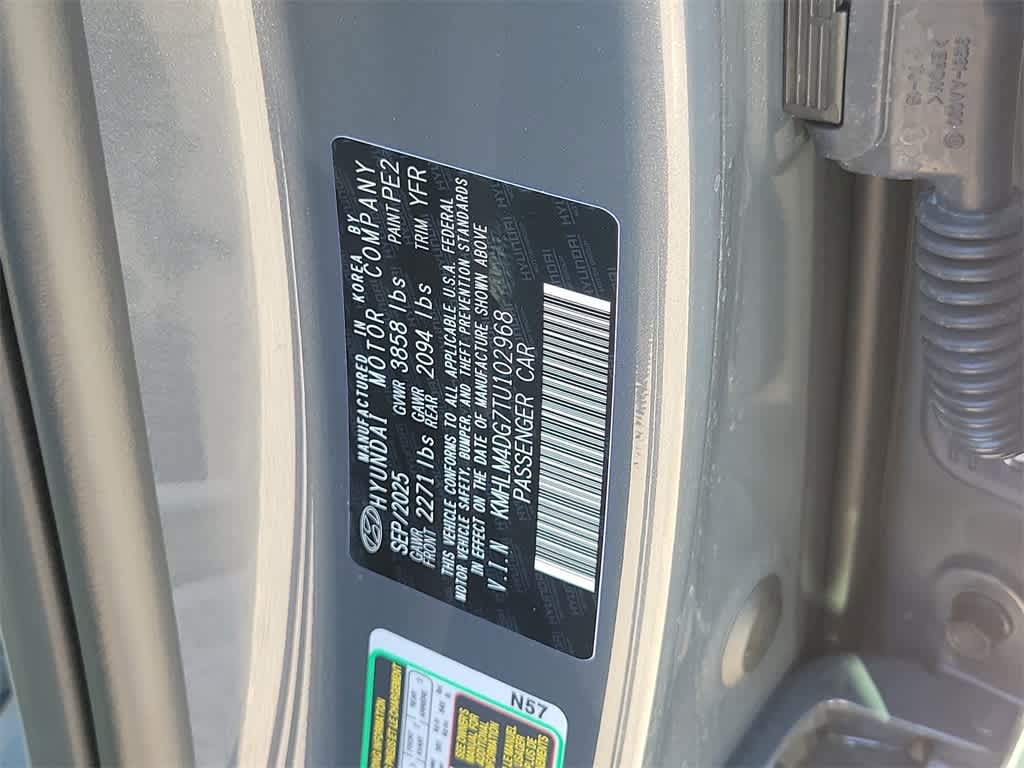 MANUFACTURED IN KOREA BY
HYUNDAI MOTOR COMPANY
SEP/2025 GVWR 3858 lbs PAINT PE2
GAWR FRONT 2271 lbs GAWR REAR 2094 lbs TRIM YFR
THIS VEHICLE CONFORMS TO ALL APPLICABLE U.S.A. FEDERAL
MOTOR VEHICLE SAFETY, BUMPER, AND THEFT PREVENTION STANDARDS
IN EFFECT ON THE DATE OF MANUFACTURE SHOWN ABOVE
V.I.N KMHLM4DG7TU102968
PASSENGER CAR
HYUNDAI
N57
>EPDM<